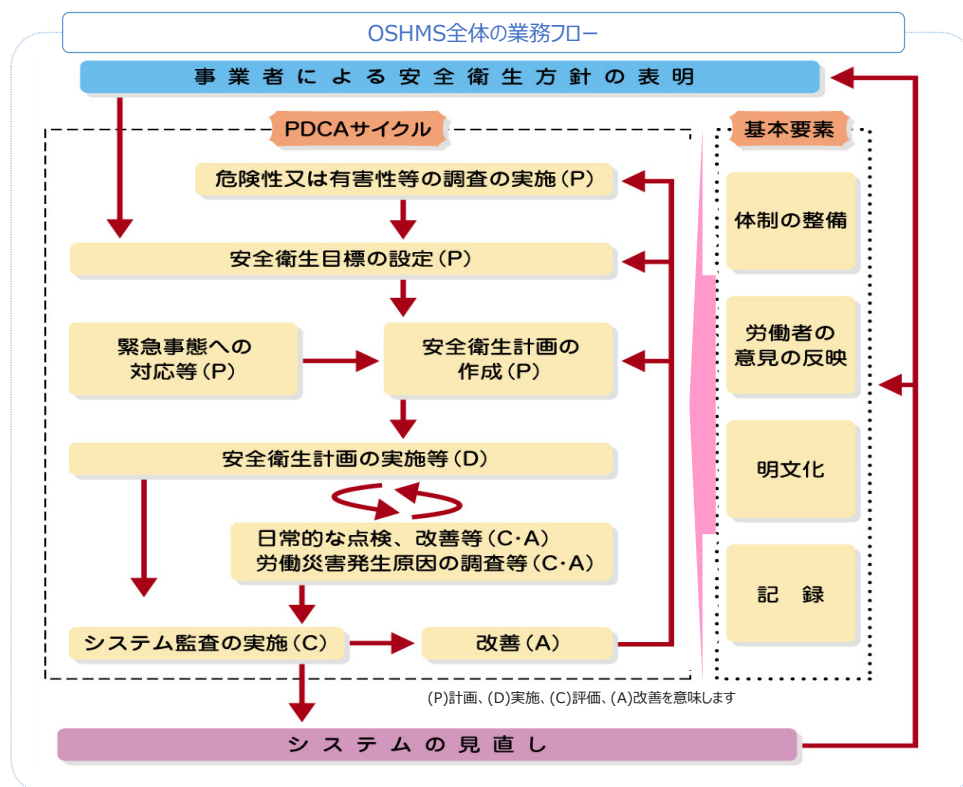 OSHMS全体の業務フロー
事業者による安全衛生方針の表明
PDCAサイクル
危険性又は有害性等の調査の実施(P)
安全衛生目標の設定(P)
緊急事態への
対応等(P)
安全衛生計画の
作成(P)
安全衛生計画の実施等(D)
日常的な点検、改善等(C・A)
労働災害発生原因の調査等(C・A)
システム監査の実施(C)
改善(A)
基本要素
体制の整備
労働者の
意見の反映
明文化
記 録
(P)計画、(D)実施、(C)評価、(A)改善を意味します
システムの見直し